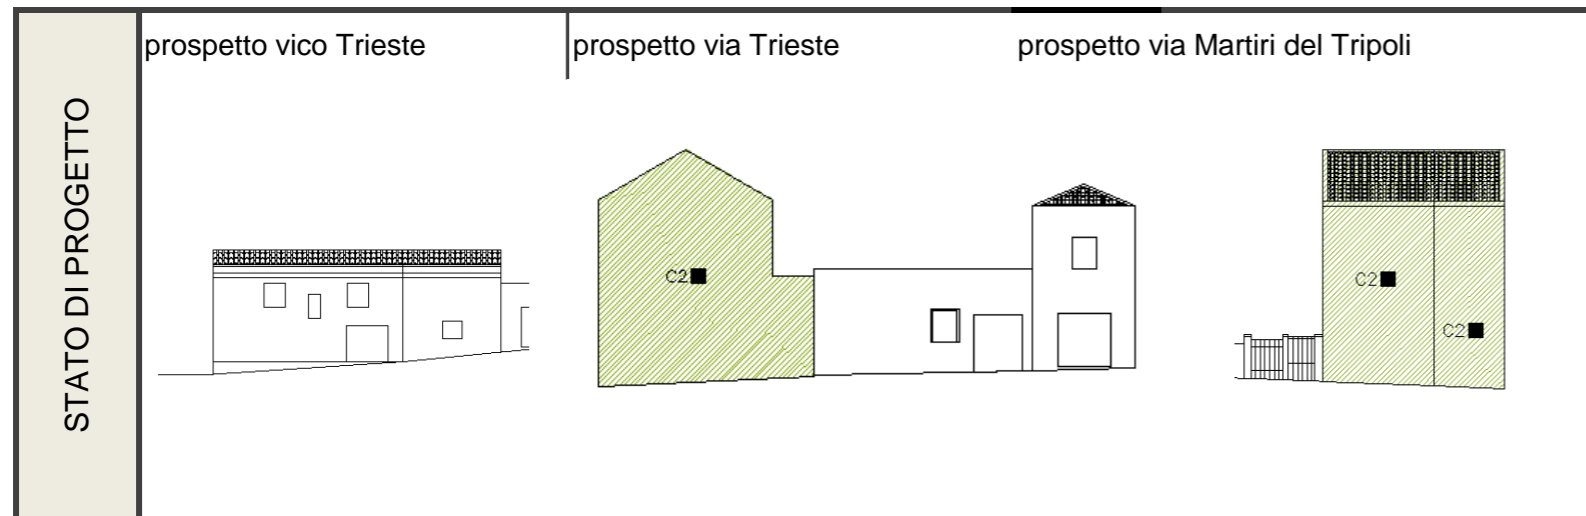 prospetto vico Trieste
prospetto via Trieste
prospetto via Martiri del Tripoli
STATO DI PROGETTO
C2
C2
C2